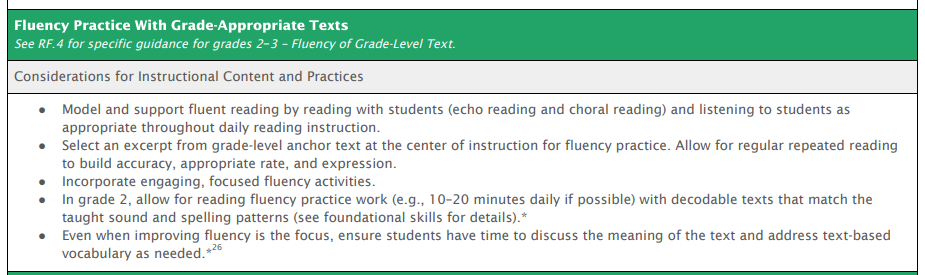 Fluency Practice With Grade-Appropriate Texts
See RF.4 for specific guidance for grades 2–3 – Fluency of Grade-Level Text.
Considerations for Instructional Content and Practices
● Model and support fluent reading by reading with students (echo reading and choral reading) and listening to students as
appropriate throughout daily reading instruction.
● Select an excerpt from grade-level anchor text at the center of instruction for fluency practice. Allow for regular repeated reading
to build accuracy, appropriate rate, and expression.
● Incorporate engaging, focused fluency activities.
● In grade 2, allow for reading fluency practice work (e.g., 10–20 minutes daily if possible) with decodable texts that match the
taught sound and spelling patterns (see foundational skills for details).*
● Even when improving fluency is the focus, ensure students have time to discuss the meaning of the text and address text-based
vocabulary as needed.*26